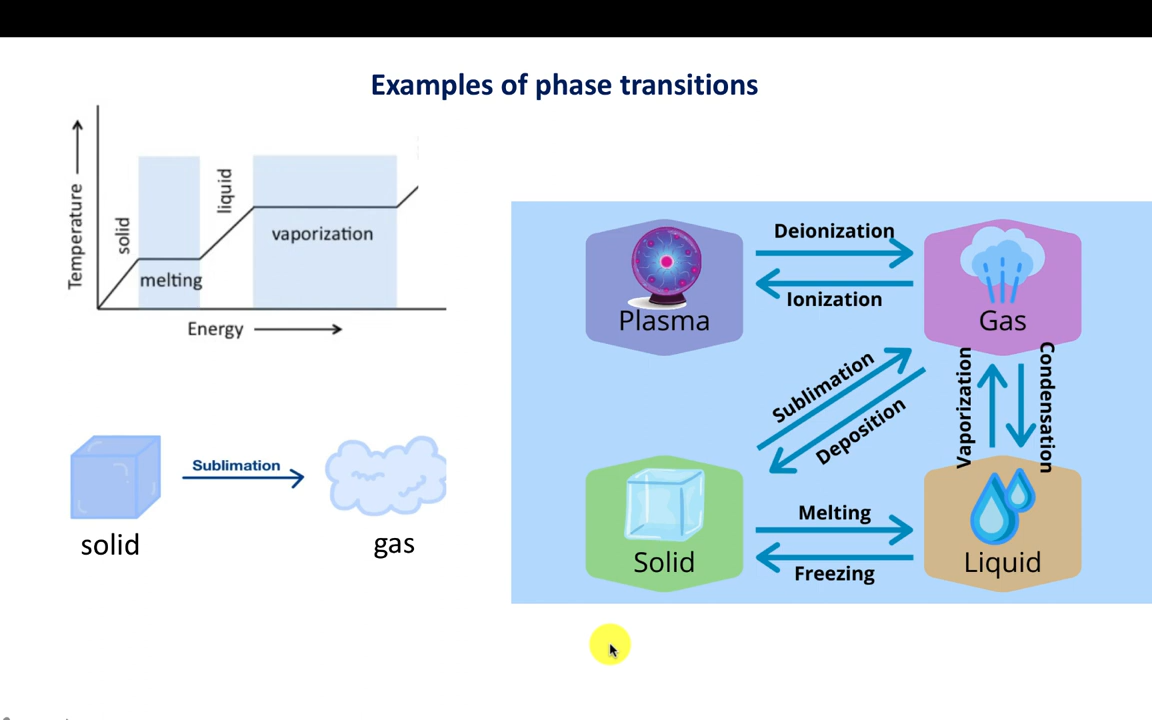 Examples of phase transitions
Temperature
solid
melting
liquid
vaporization
Energy
Sublimation
solid
gas
Plasma
Deionization
Ionization
Gas
Sublimation
Deposition
Vaporization
Condensation
Solid
Melting
Freezing
Liquid